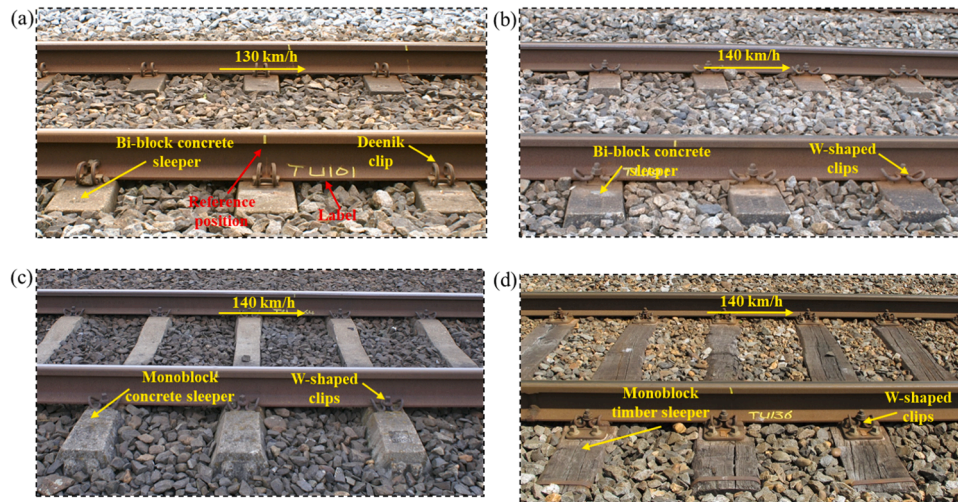 (a)
130 km/h
Bi-block concrete
sleeper
Deenik
clip
TU101
Reference
position
Label
(b)
140 km/h
Bi-block concrete
sleeper
W-shaped
clips
(c)
140 km/h
Monoblock
concrete sleeper
W-shaped
clips
(d)
140 km/h
Monoblock
timber sleeper
TU136
W-shaped
clips